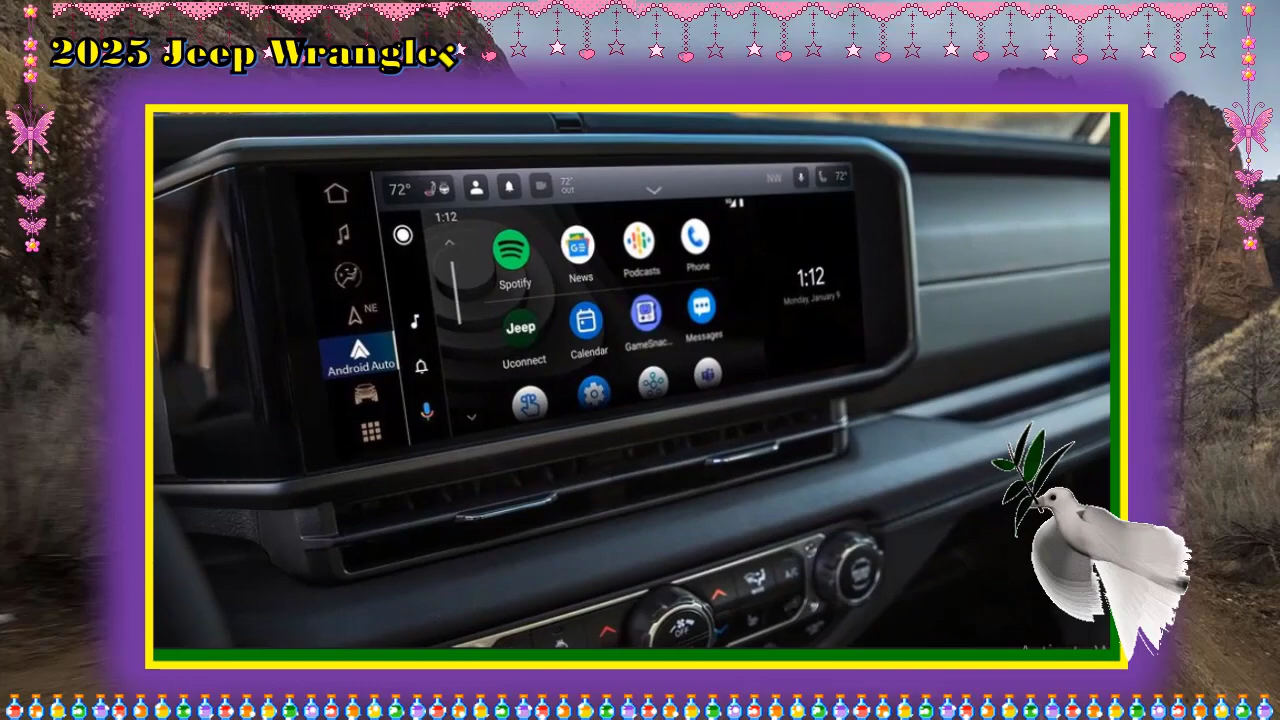 2025 Jeep Wrangler
72°
72°
OUT
NW
72°
1:12
Spotify
News
Podcasts
Phone
1:12
Monday, January 9
NE
Jeep
Uconnect
Calendar
GameSnac...
Messages
Android Auto
A/C
OFF